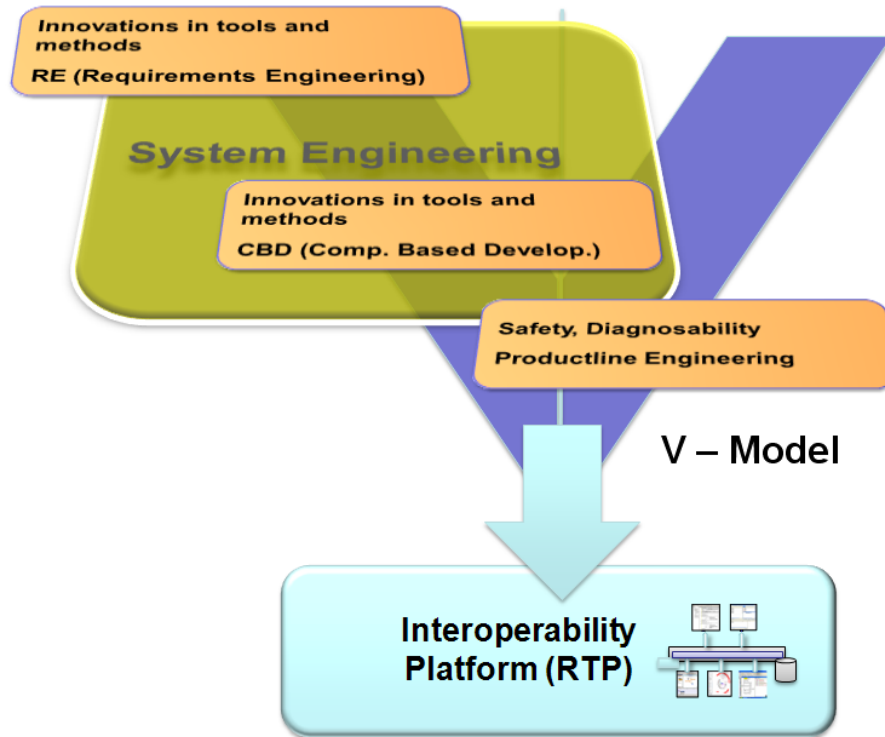 Innovations in tools and
methods
RE (Requirements Engineering)
System Engineering
Innovations in tools and
methods
CBD (Comp. Based Develop.)
Safety, Diagnosability
Productline Engineering
V – Model
Interoperability
Platform (RTP)